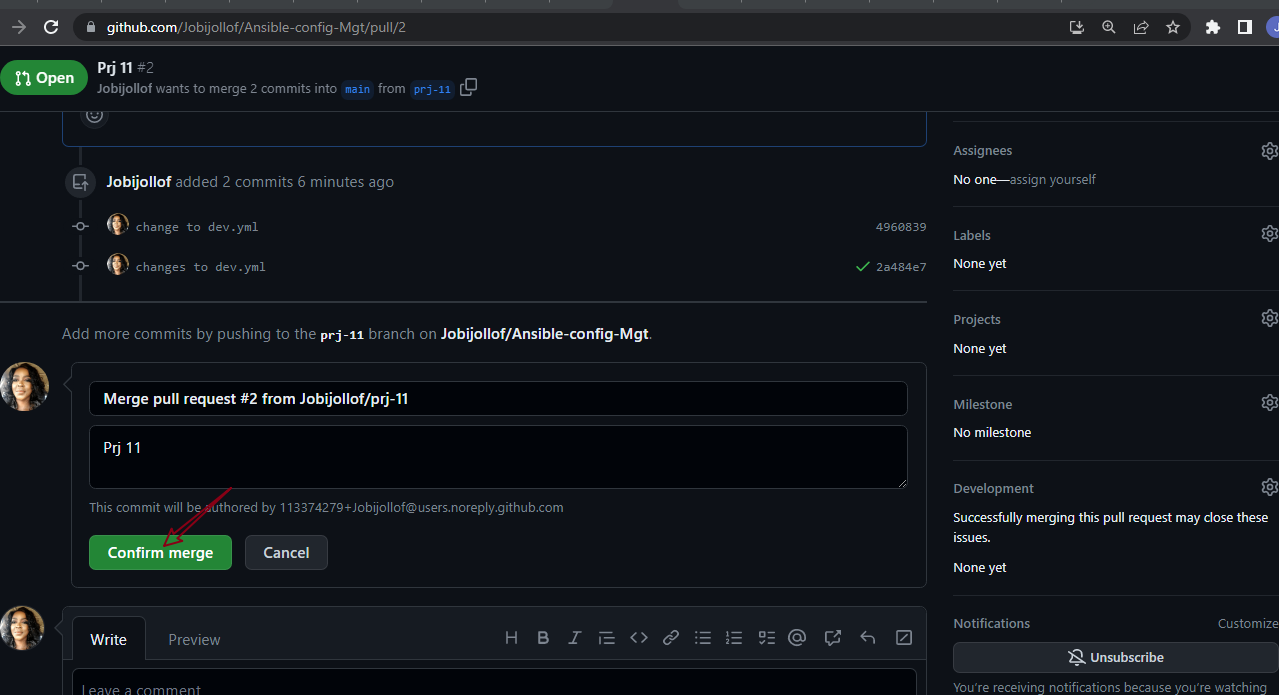 github.com/Jobijollof/Ansible-config-Mgt/pull/2
J
Open
Prj 11 #2
Jobijollof wants to merge 2 commits into main from prj-11
Jobijollof added 2 commits 6 minutes ago
change to dev.yml 4960839
changes to dev.yml 2a484e7
Add more commits by pushing to the prj-11 branch on Jobijollof/Ansible-config-Mgt.
Merge pull request #2 from Jobijollof/prj-11
Prj 11
This commit will be authored by 113374279+Jobijollof@users.noreply.github.com
Confirm merge Cancel
Write Preview
Leave a comment
Assignees
No one—assign yourself
Labels
None yet
Projects
None yet
Milestone
No milestone
Development
Successfully merging this pull request may close these
issues.
None yet
Notifications Customize
Unsubscribe
You're receiving notifications because you're watching